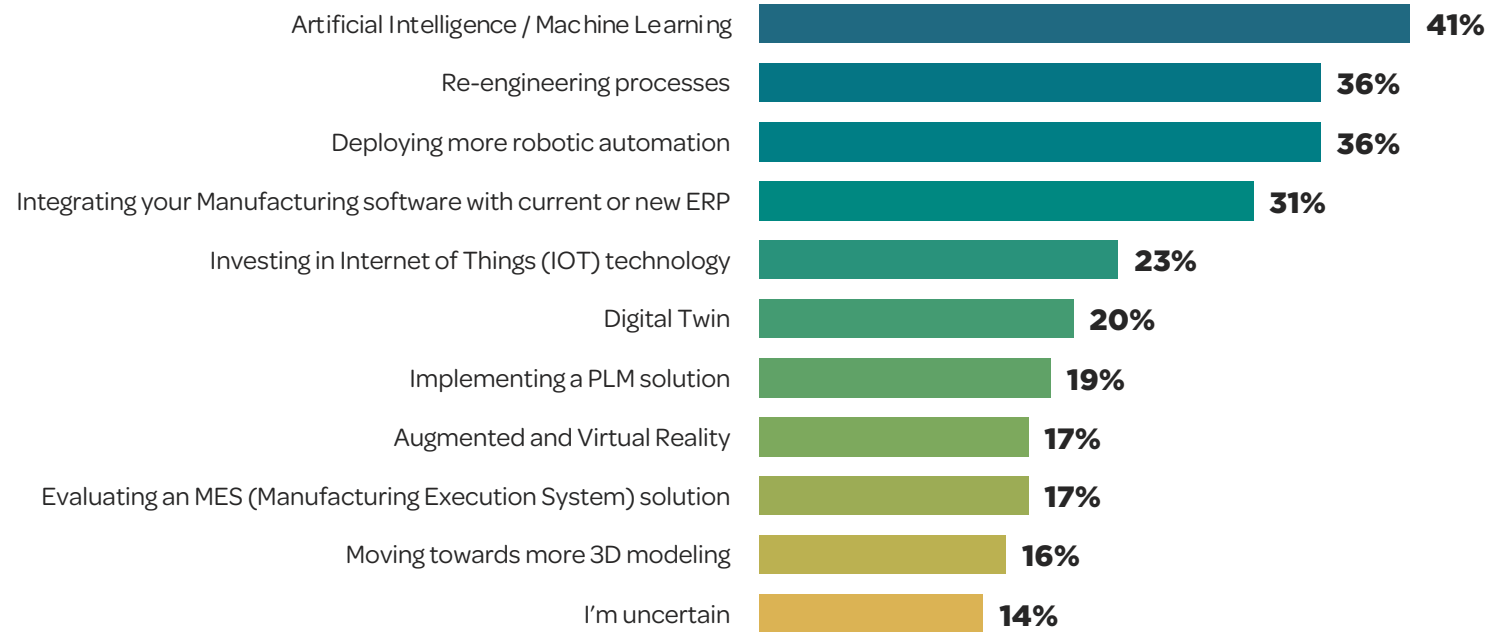 Artificial Intelligence / Machine Learning 41%
Re-engineering processes 36%
Deploying more robotic automation 36%
Integrating your Manufacturing software with current or new ERP 31%
Investing in Internet of Things (IOT) technology 23%
Digital Twin 20%
Implementing a PLM solution 19%
Augmented and Virtual Reality 17%
Evaluating an MES (Manufacturing Execution System) solution 17%
Moving towards more 3D modeling 16%
I'm uncertain 14%